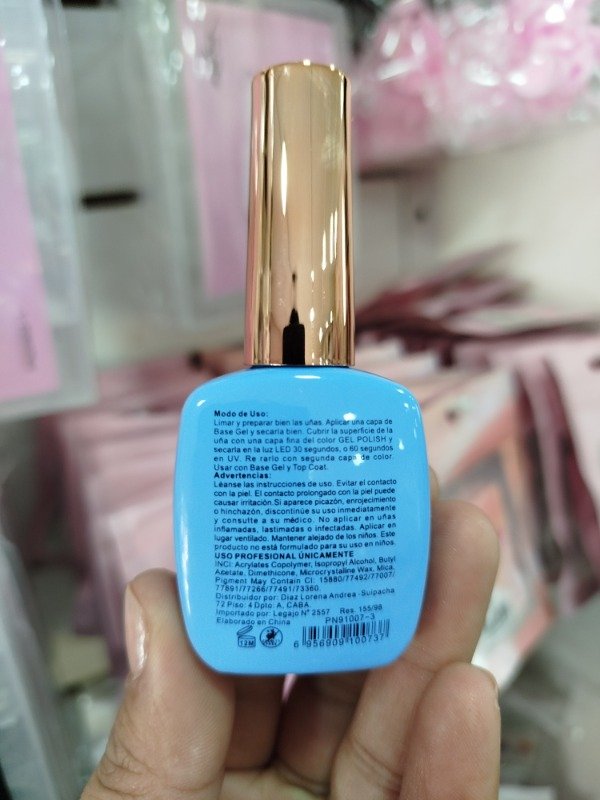 Modo de Uso:
Limar y preparar bien las uñas. Aplicar una capa de
Base Gel y secarla bien. Cubrir la superficie de la
uña con una capa fina del color GEL POLISH y
secarla en la luz LED 30 segundos, o 60 segundos
en UV. Re rarlo con segunda capa de color.
Usar con Base Gel y Top Coat.
Advertencias:
Léanse las instrucciones de uso. Evitar el contacto
con la piel. El contacto prolongado con la piel puede
causar irritación.Si aparece picazón, enrojecimiento
o hinchazón, discontinúe su uso inmediatamente
y consulte a su médico. No aplicar en uñas
inflamadas, lastimadas o infectadas. Aplicar en
lugar ventilado. Mantener alejado de los niños. Este
producto no está formulado para su uso en niños.
USO PROFESIONAL ÚNICAMENTE
INCI: Acrylates Copolymer, Isopropyl Alcohol, Butyl
Acetate, Dimethicone, Microcrystaline Wax, Mica,
Pigment May Contain CI: 15880/77492/77007/
77891/77266/77491/73360.
Distribuidor por: Diaz Lorena Andrea -Suipacha
72 Piso: 4 Dpto: A, CABA.
Importado por: Legajo N° 2557 Res. 155/98
Elaborado en China PN91007-3
12M
6 956909 100737